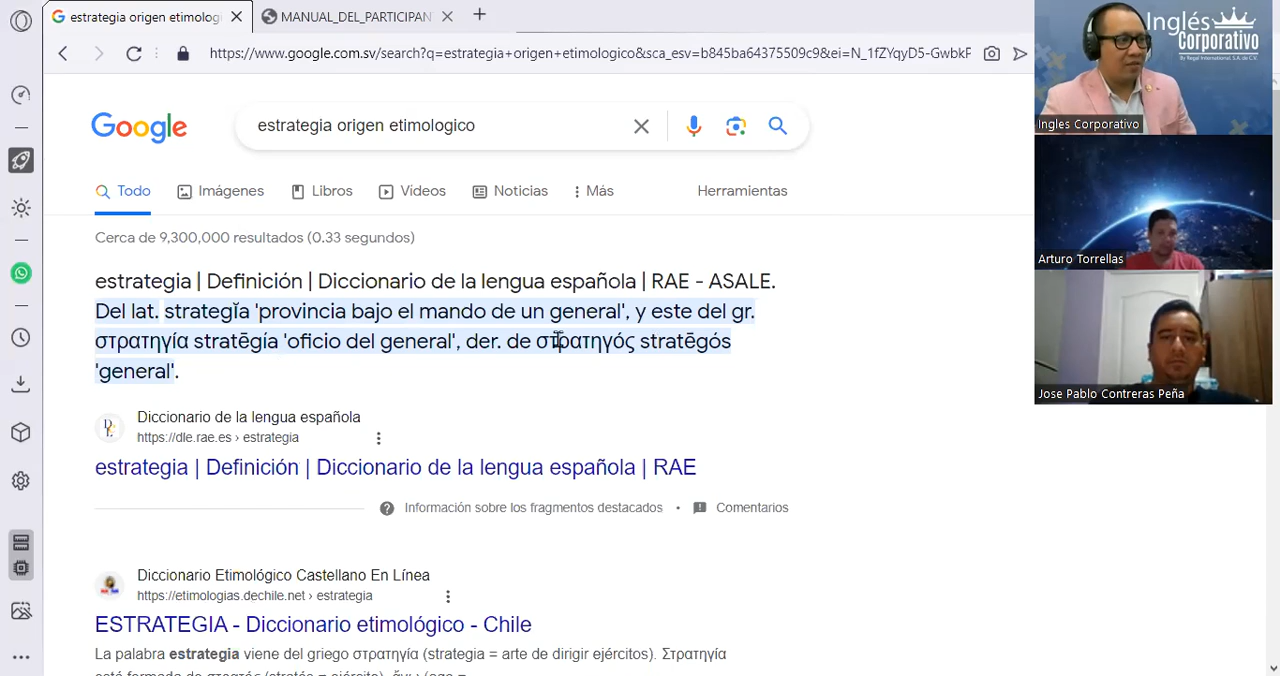 estrategia origen etimolog
MANUAL_DEL_PARTICIPAN
https://www.google.com.sv/search?q=estrategia+origen+etimologico&sca_esv=b845ba64375509c9&ei=N_1fZYqyD5-GwbkP
Google
estrategia origen etimologico
Todo
Imágenes
Libros
Vídeos
Noticias
Más
Herramientas
Cerca de 9,300,000 resultados (0.33 segundos)
estrategia | Definición | Diccionario de la lengua española | RAE - ASALE.
Del lat. strategĭa 'provincia bajo el mando de un general', y este del gr.
στρατηγία stratēgía 'oficio del general', der. de στρατηγός stratēgós
'general'.
Diccionario de la lengua española
https://dle.rae.es › estrategia
estrategia | Definición | Diccionario de la lengua española | RAE
Información sobre los fragmentos destacados • Comentarios
Diccionario Etimológico Castellano En Línea
https://etimologias.dechile.net › estrategia
ESTRATEGIA - Diccionario etimológico - Chile
La palabra estrategia viene del griego στρατηγία (strategia = arte de dirigir ejércitos). Στρατηγία
Inglés
Corporativo
By Regal International, S.A. de C.V.
Ingles Corporativo
Arturo Torrellas
Jose Pablo Contreras Peña